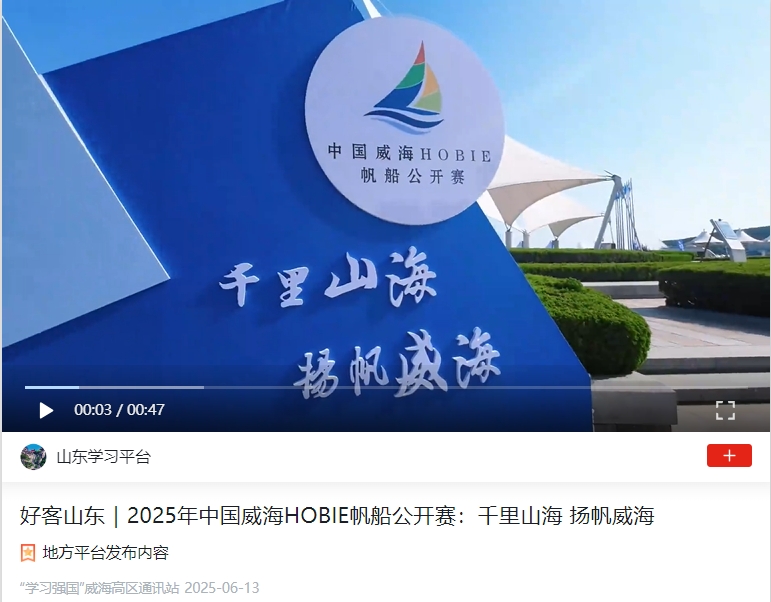 中国威海HOBIE
帆船公开赛
千里山海
扬帆威海
00:03 / 00:47
山东学习平台
好客山东｜2025年中国威海HOBIE帆船公开赛：千里山海 扬帆威海
地方平台发布内容
“学习强国”威海高区通讯站 2025-06-13